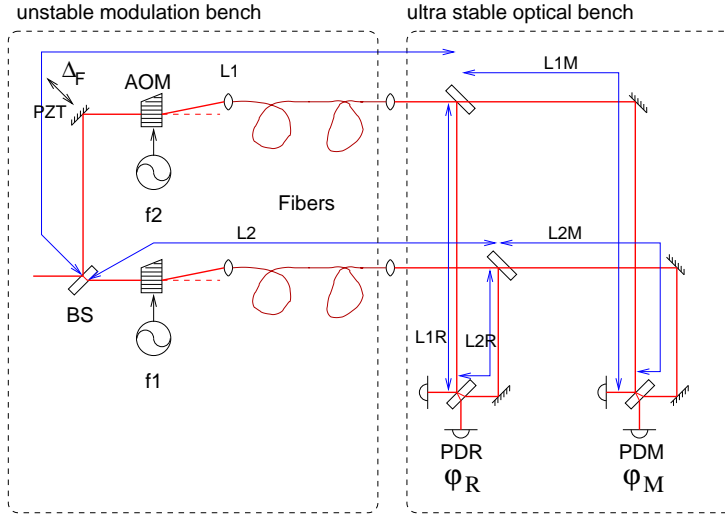 unstable modulation bench
ultra stable optical bench
Δ_F
AOM
L1
L1M
PZT
f2
Fibers
L2
L2M
BS
f1
L1R
L2R
PDR
PDM
φ_R
φ_M